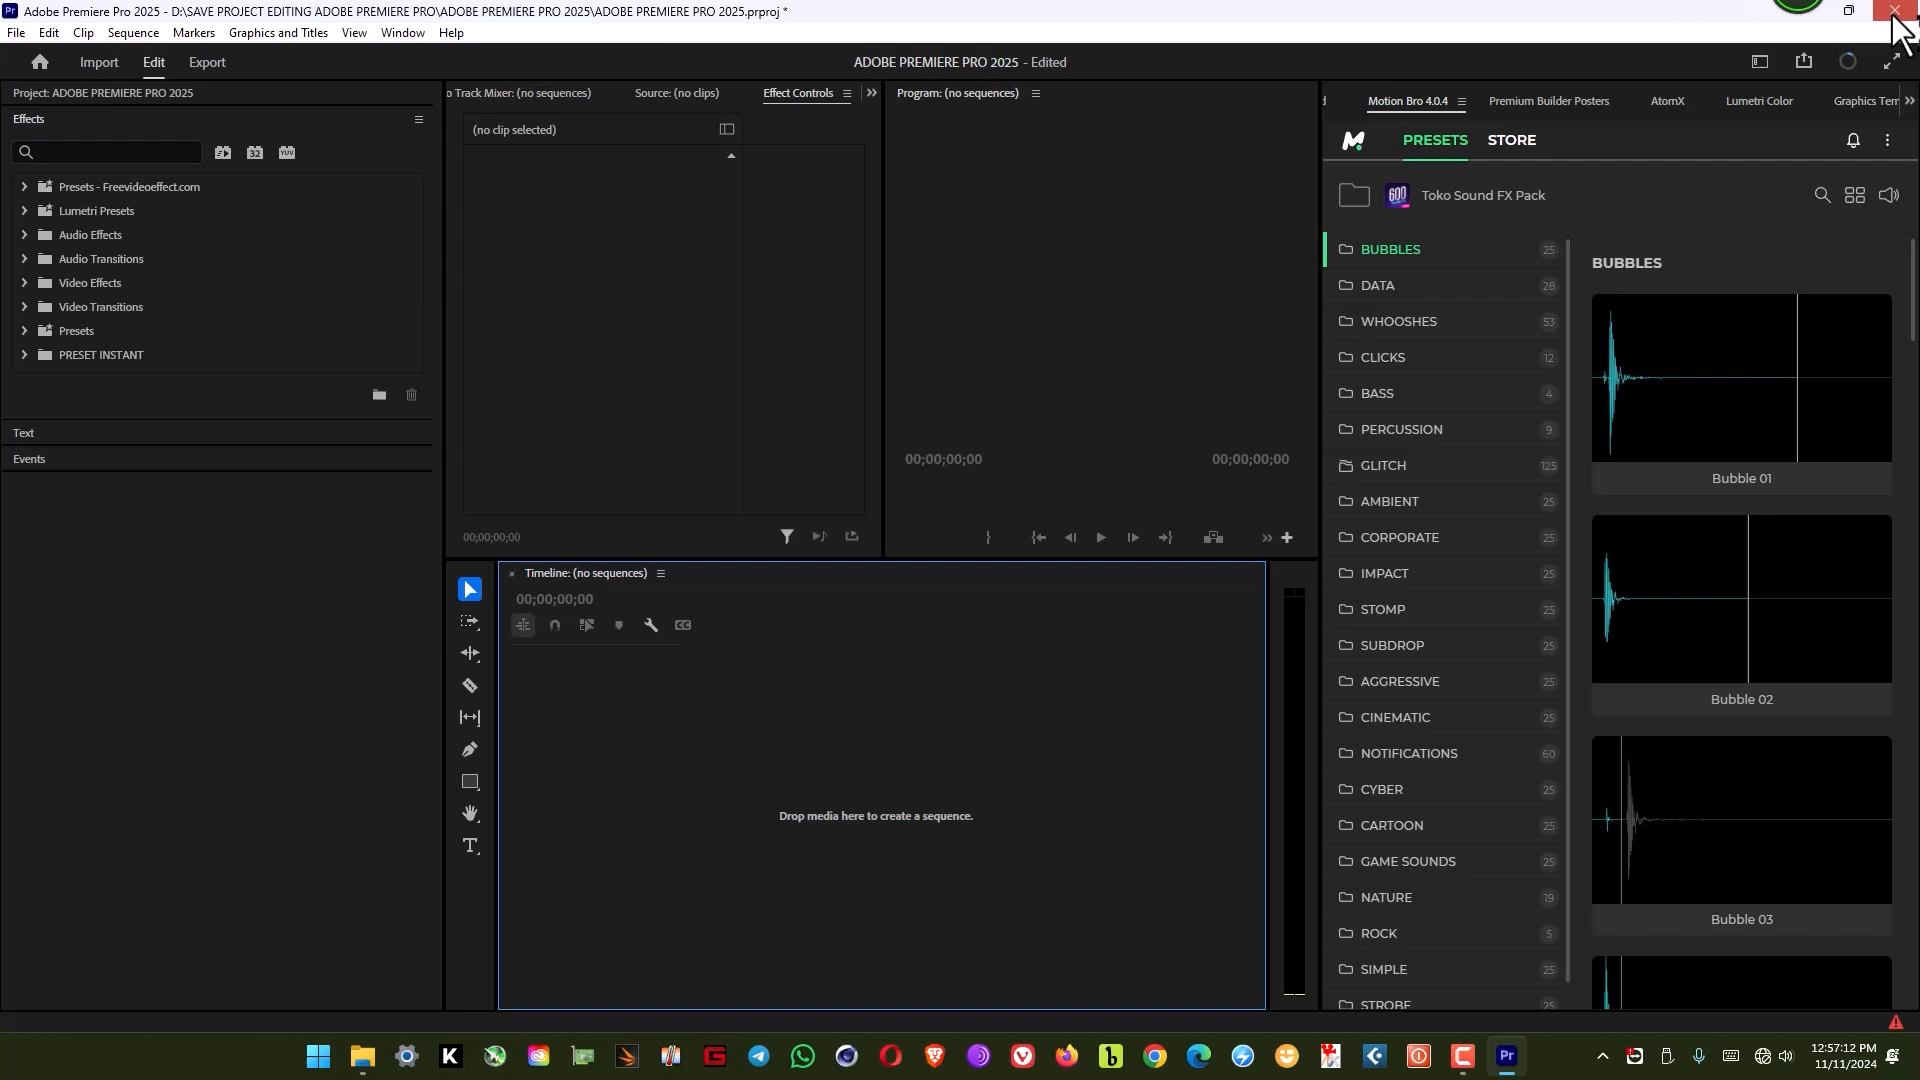 Adobe Premiere Pro 2025 - D:\SAVE PROJECT EDITING ADOBE PREMIERE PRO\ADOBE PREMIERE PRO 2025\ADOBE PREMIERE PRO 2025.prproj *
File Edit Clip Sequence Markers Graphics and Titles View Window Help
Import Edit Export
ADOBE PREMIERE PRO 2025 - Edited
Project: ADOBE PREMIERE PRO 2025
Effects
32 YUV
Presets - Freevideoeffect.com
Lumetri Presets
Audio Effects
Audio Transitions
Video Effects
Video Transitions
Presets
PRESET INSTANT
Text
Events
o Track Mixer: (no sequences) Source: (no clips) Effect Controls
(no clip selected)
00;00;00;00
Program: (no sequences)
00;00;00;00 00;00;00;00
Timeline: (no sequences)
00;00;00;00
CC
Drop media here to create a sequence.
d Motion Bro 4.0.4 Premium Builder Posters AtomX Lumetri Color Graphics Tem
PRESETS STORE
600 Toko Sound FX Pack
BUBBLES 25
DATA 28
WHOOSHES 53
CLICKS 12
BASS 4
PERCUSSION 9
GLITCH 125
AMBIENT 25
CORPORATE 25
IMPACT 25
STOMP 25
SUBDROP 25
AGGRESSIVE 25
CINEMATIC 25
NOTIFICATIONS 60
CYBER 25
CARTOON 25
GAME SOUNDS 25
NATURE 19
ROCK 5
SIMPLE 25
STROBE 25
BUBBLES
Bubble 01
Bubble 02
Bubble 03
Pr
12:57:12 PM
11/11/2024